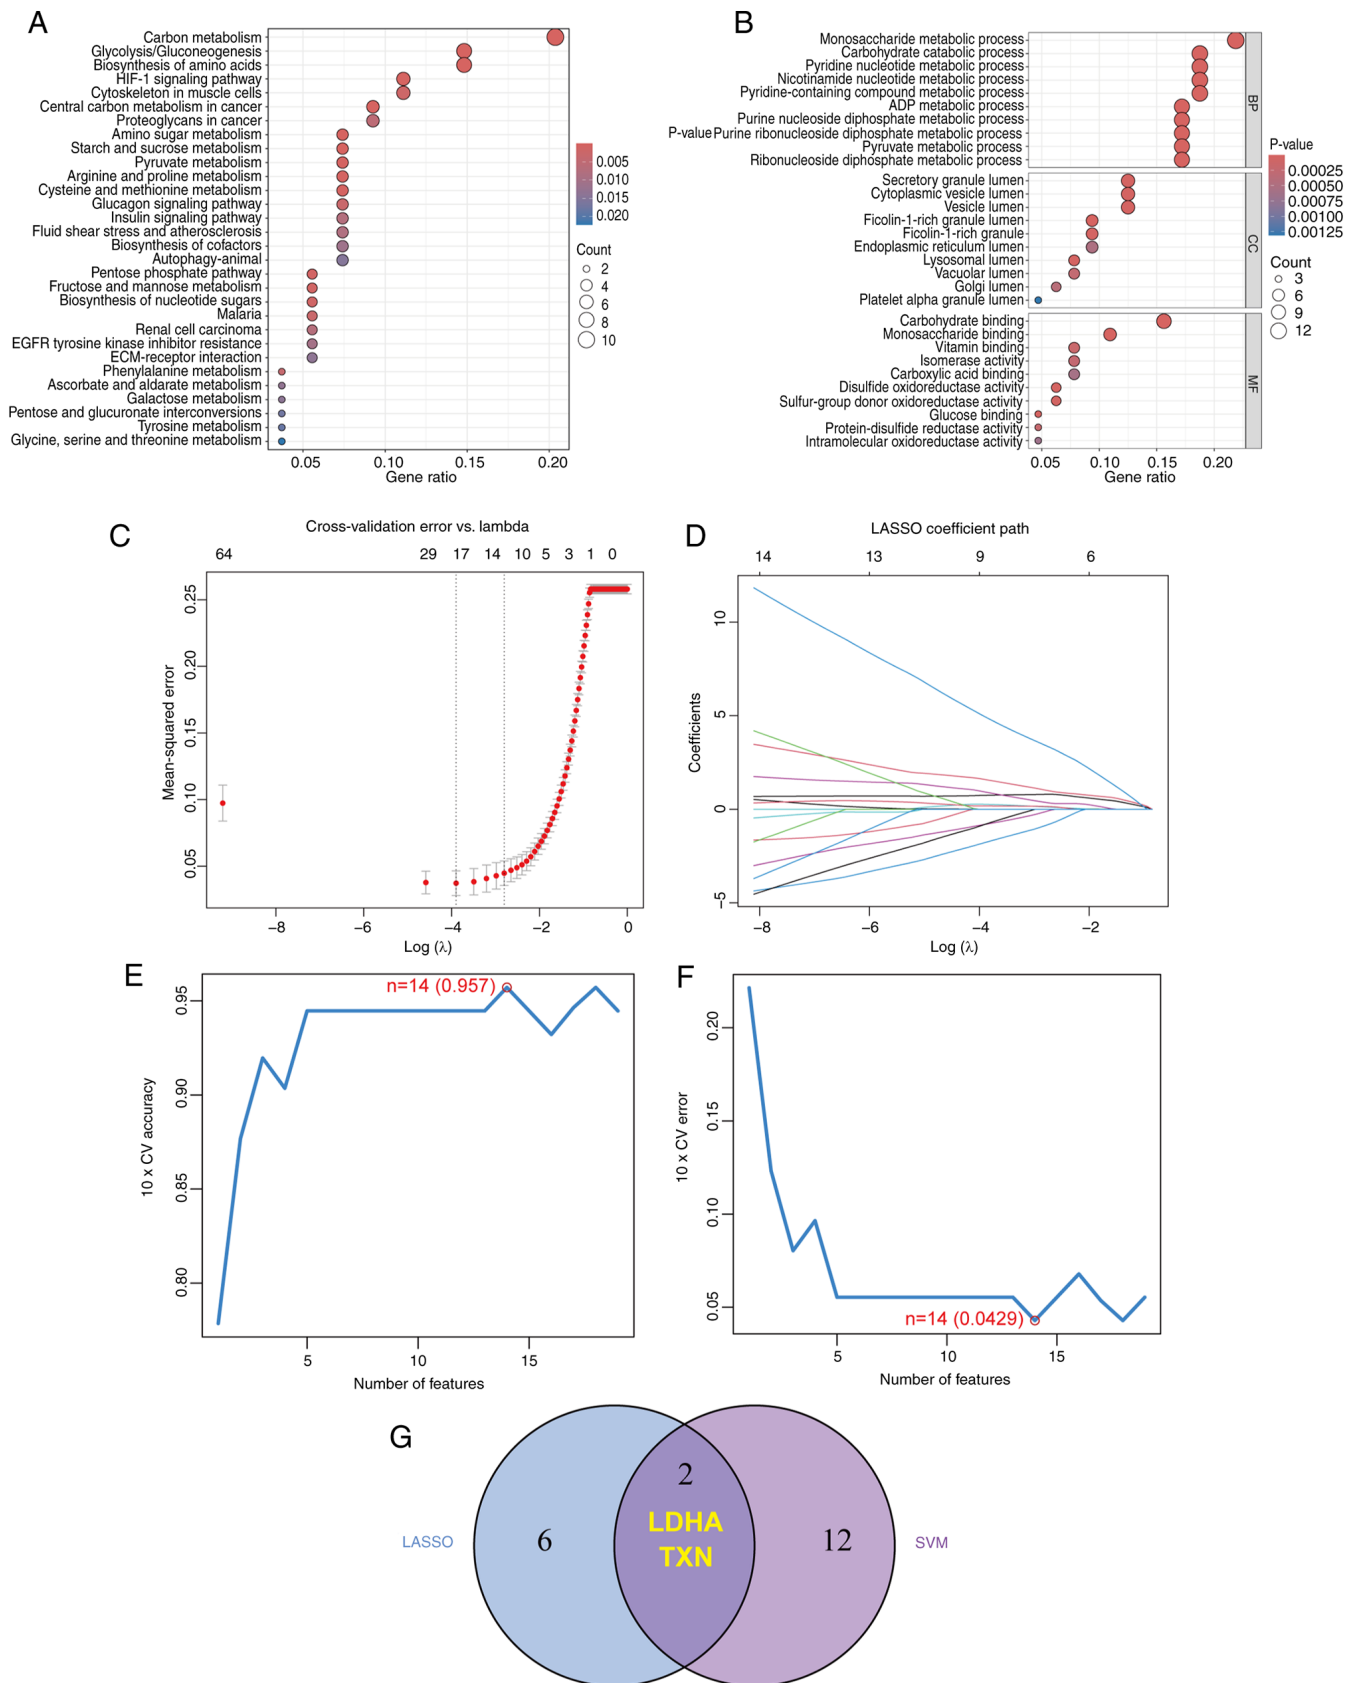 A
Carbon metabolism
Glycolysis/Gluconeogenesis
Biosynthesis of amino acids
HIF-1 signaling pathway
Cytoskeleton in muscle cells
Central carbon metabolism in cancer
Proteoglycans in cancer
Amino sugar metabolism
Starch and sucrose metabolism
Pyruvate metabolism
Arginine and proline metabolism
Cysteine and methionine metabolism
Glucagon signaling pathway
Insulin signaling pathway
Fluid shear stress and atherosclerosis
Biosynthesis of cofactors
Autophagy-animal
Pentose phosphate pathway
Fructose and mannose metabolism
Biosynthesis of nucleotide sugars
Malaria
Renal cell carcinoma
EGFR tyrosine kinase inhibitor resistance
ECM-receptor interaction
Phenylalanine metabolism
Ascorbate and aldarate metabolism
Galactose metabolism
Pentose and glucuronate interconversions
Tyrosine metabolism
Glycine, serine and threonine metabolism
0.05 0.10 0.15 0.20
Gene ratio
P-value
0.005
0.010
0.015
0.020
Count
2
4
6
8
10
B
Monosaccharide metabolic process
Carbohydrate catabolic process
Pyridine nucleotide metabolic process
Nicotinamide nucleotide metabolic process
Pyridine-containing compound metabolic process
ADP metabolic process
Purine nucleoside diphosphate metabolic process
Purine ribonucleoside diphosphate metabolic process
Pyruvate metabolic process
Ribonucleoside diphosphate metabolic process
BP
Secretory granule lumen
Cytoplasmic vesicle lumen
Vesicle lumen
Ficolin-1-rich granule lumen
Ficolin-1-rich granule
Endoplasmic reticulum lumen
Lysosomal lumen
Vacuolar lumen
Golgi lumen
Platelet alpha granule lumen
CC
Carbohydrate binding
Monosaccharide binding
Vitamin binding
Isomerase activity
Carboxylic acid binding
Disulfide oxidoreductase activity
Sulfur-group donor oxidoreductase activity
Glucose binding
Protein-disulfide reductase activity
Intramolecular oxidoreductase activity
MF
0.05 0.10 0.15 0.20
Gene ratio
P-value
0.00025
0.00050
0.00075
0.00100
0.00125
Count
3
6
9
12
C
Cross-validation error vs. lambda
64 29 17 14 10 5 3 1 0
Mean-squared error
0.25
0.20
0.15
0.10
0.05
−8 −6 −4 −2 0
Log (λ)
D
LASSO coefficient path
14 13 9 6
Coefficients
10
5
0
−5
−8 −6 −4 −2
Log (λ)
E
n=14 (0.957)
10 x CV accuracy
0.95
0.90
0.85
0.80
5 10 15
Number of features
F
n=14 (0.0429)
10 x CV error
0.20
0.15
0.10
0.05
5 10 15
Number of features
G
LASSO
6
2
LDHA
TXN
12
SVM